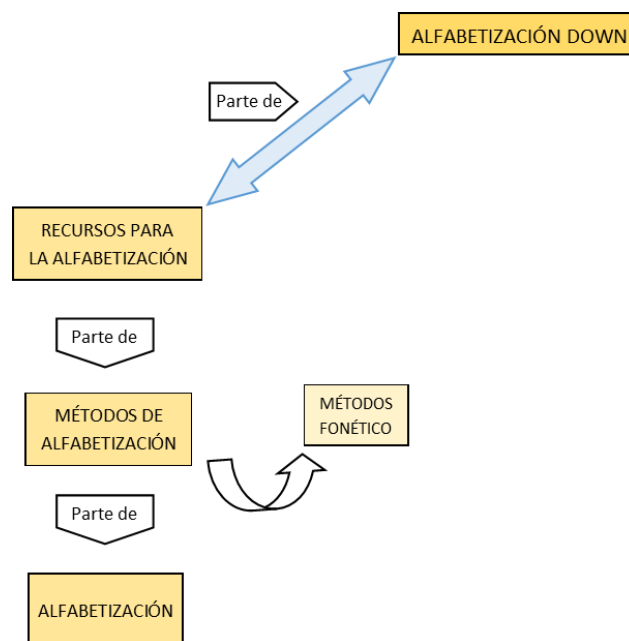 ALFABETIZACIÓN DOWN
Parte de
RECURSOS PARA
LA ALFABETIZACIÓN
Parte de
MÉTODOS DE
ALFABETIZACIÓN
MÉTODOS
FONÉTICO
Parte de
ALFABETIZACIÓN